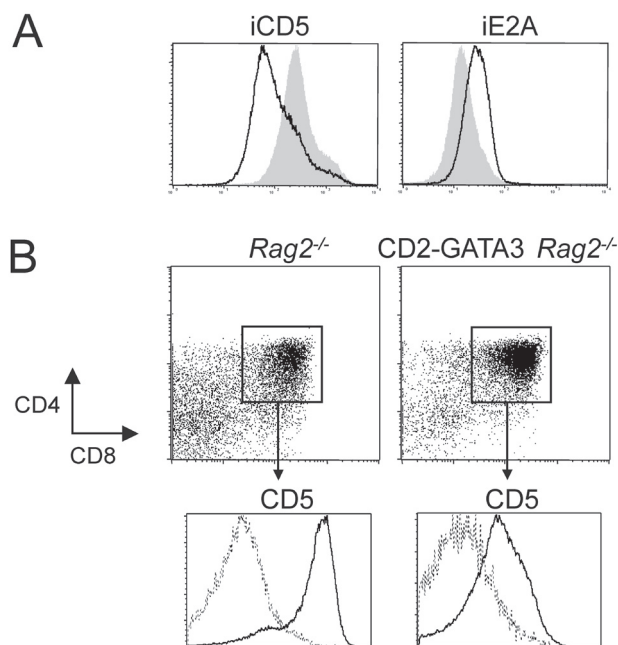 A
iCD5 iE2A
B
Rag2-/- CD2-GATA3 Rag2-/-
CD4
CD8
CD5 CD5